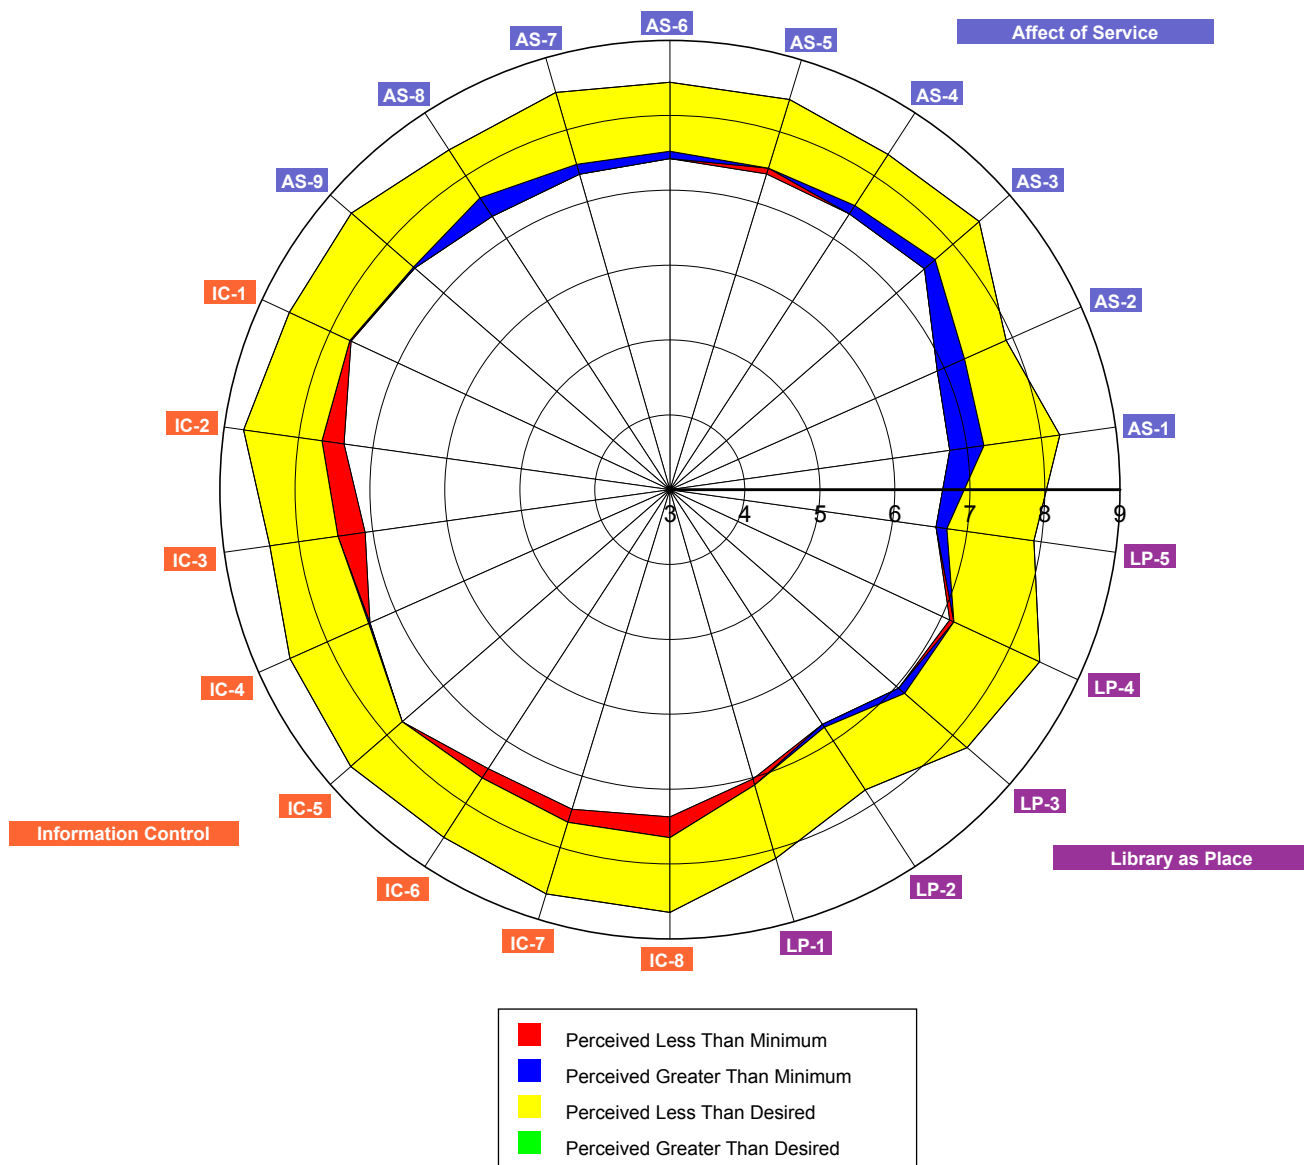 AS-6
Affect of Service
AS-7
AS-5
AS-8
AS-4
AS-9
AS-3
IC-1
AS-2
IC-2
AS-1
3 4 5 6 7 8 9
IC-3
LP-5
IC-4
LP-4
IC-5
LP-3
Information Control
Library as Place
IC-6
LP-2
IC-7
LP-1
IC-8
Perceived Less Than Minimum
Perceived Greater Than Minimum
Perceived Less Than Desired
Perceived Greater Than Desired